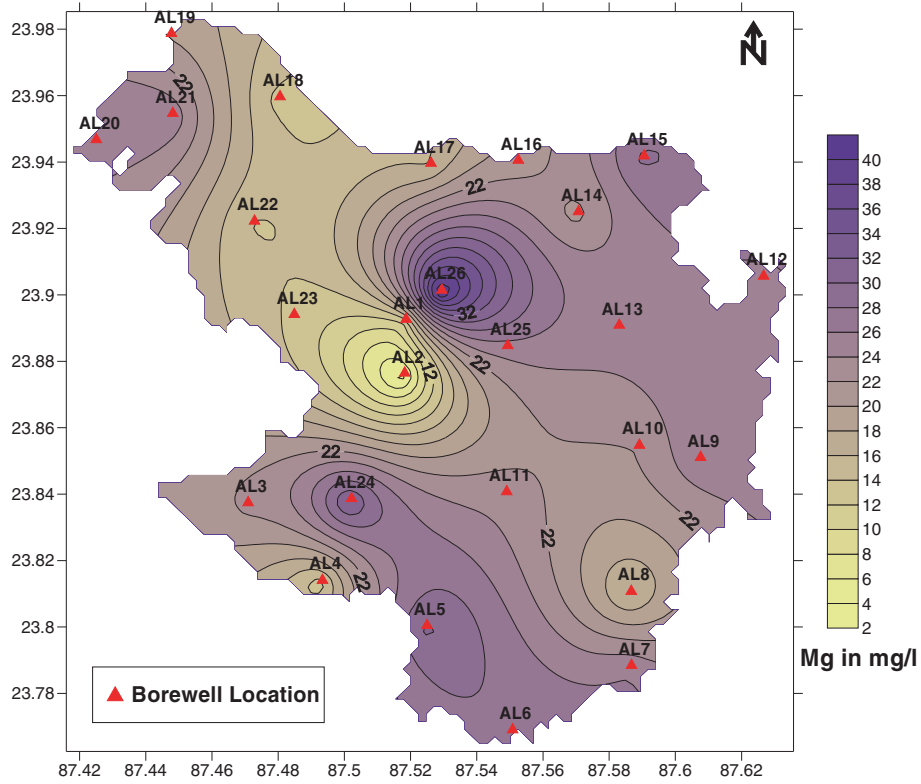 23.98
23.96
23.94
23.92
23.9
23.88
23.86
23.84
23.82
23.8
23.78
AL19
N
22
AL18
AL21
AL20
AL17
AL16
AL15
22
AL14
AL22
AL12
AL26
AL23
AL1
32
AL13
AL25
AL2
12
22
AL10
AL9
22
AL3
AL24
AL11
22
22
AL4
22
AL8
AL5
AL7
AL6
Borewell Location
40
38
36
34
32
30
28
26
24
22
20
18
16
14
12
10
8
6
4
2
Mg in mg/l
87.42 87.44 87.46 87.48 87.5 87.52 87.54 87.56 87.58 87.6 87.62